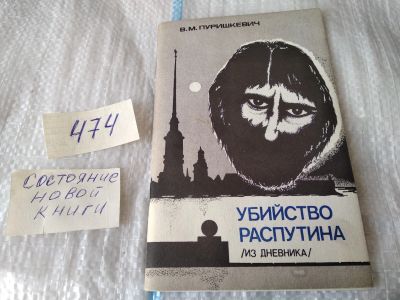 В. М. ПУРИШКЕВИЧ
УБИЙСТВО
РАСПУТИНА
/ИЗ ДНЕВНИКА/
474
СОСТОЯНИЕ
НОВОЙ
КНИГИ